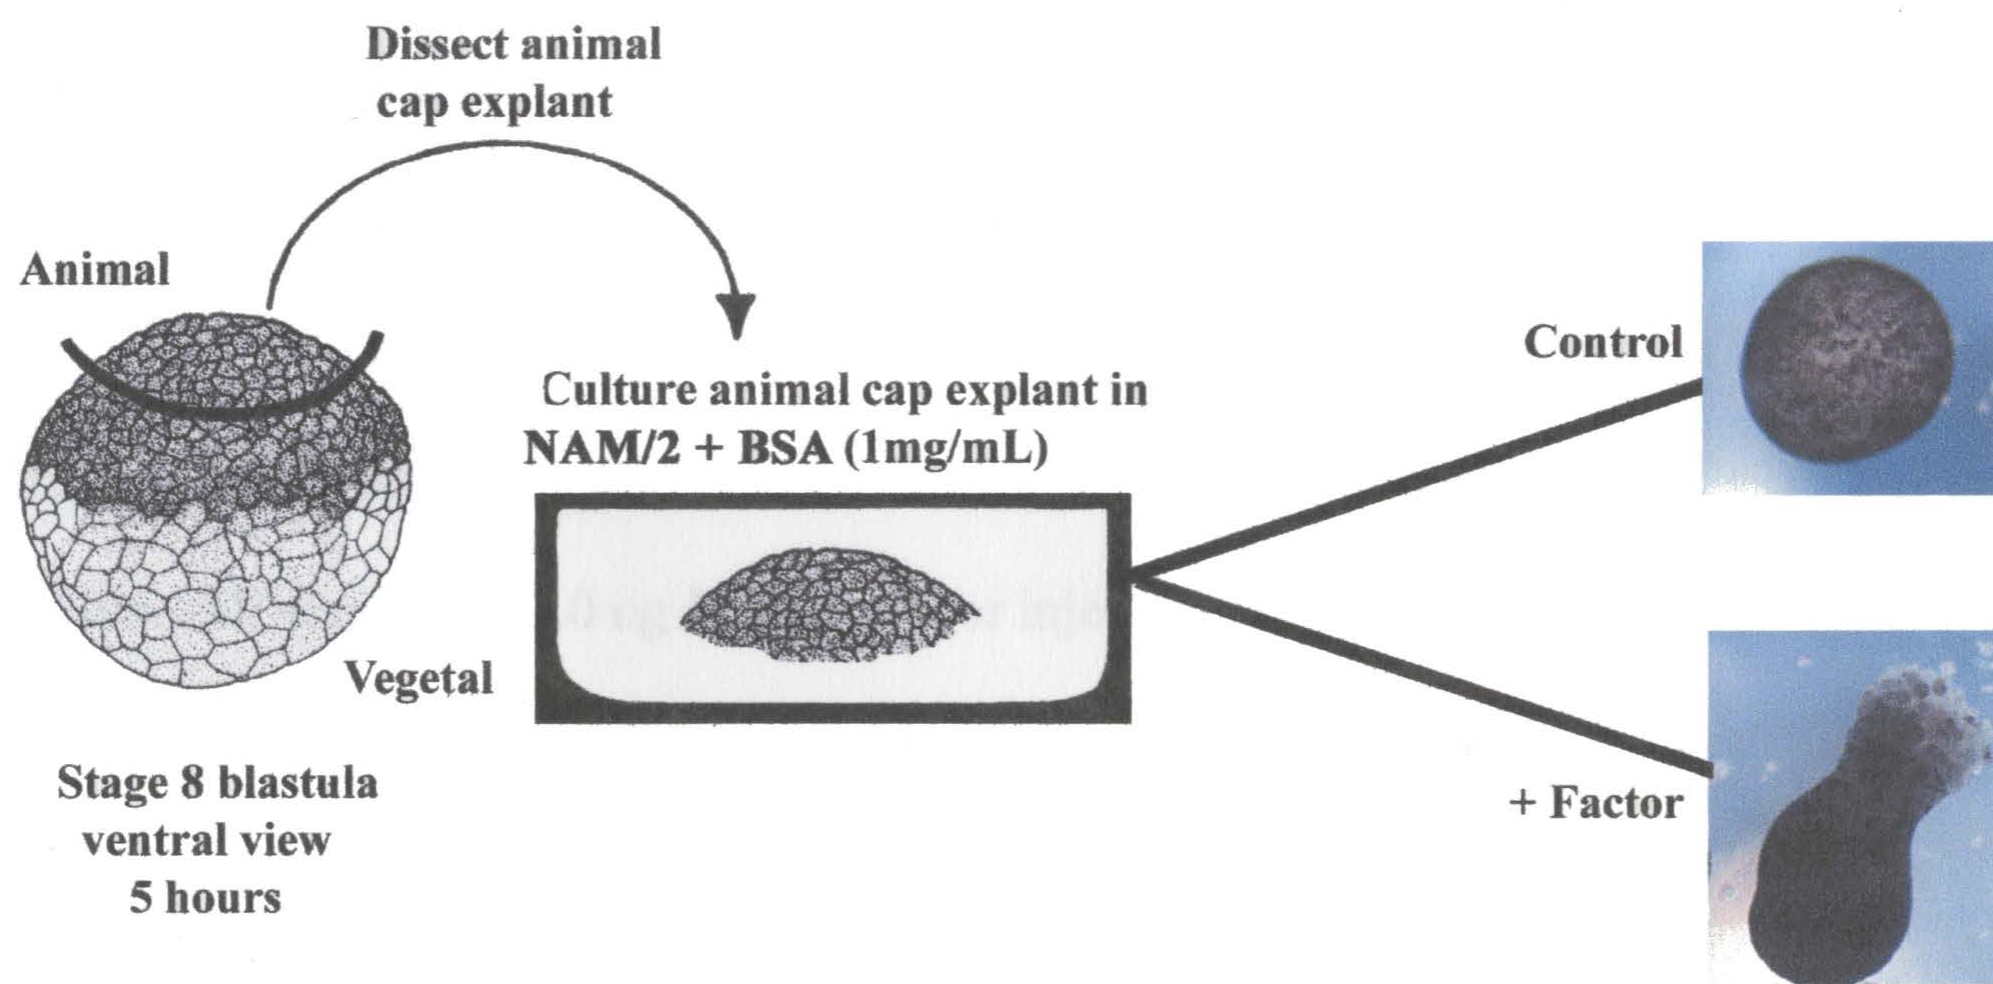 Dissect animal
cap explant
Animal
Culture animal cap explant in
NAM/2 + BSA (1mg/mL)
Control
Vegetal
+ Factor
Stage 8 blastula
ventral view
5 hours